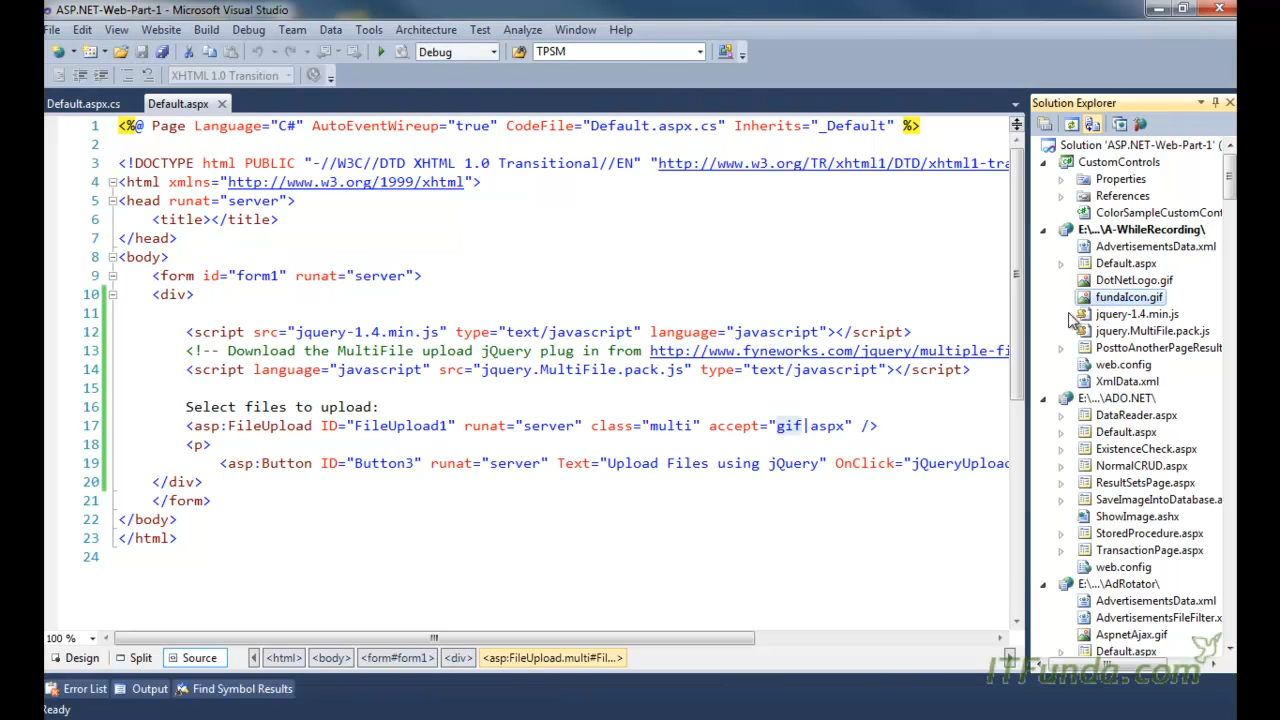 ASP.NET-Web-Part-1 - Microsoft Visual Studio
File Edit View Website Build Debug Team Data Tools Architecture Test Analyze Window Help
Debug TPSM
XHTML 1.0 Transition
Default.aspx.cs Default.aspx
1 <%@ Page Language="C#" AutoEventWireup="true" CodeFile="Default.aspx.cs" Inherits="_Default" %>
2
3 <!DOCTYPE html PUBLIC "-//W3C//DTD XHTML 1.0 Transitional//EN" "http://www.w3.org/TR/xhtml1/DTD/xhtml1-tra
4 <html xmlns="http://www.w3.org/1999/xhtml">
5 <head runat="server">
6 <title></title>
7 </head>
8 <body>
9 <form id="form1" runat="server">
10 <div>
11
12 <script src="jquery-1.4.min.js" type="text/javascript" language="javascript"></script>
13 <!-- Download the MultiFile upload jQuery plug in from http://www.fyneworks.com/jquery/multiple-fi
14 <script language="javascript" src="jquery.MultiFile.pack.js" type="text/javascript"></script>
15
16 Select files to upload:
17 <asp:FileUpload ID="FileUpload1" runat="server" class="multi" accept="gif|aspx" />
18 <p>
19 <asp:Button ID="Button3" runat="server" Text="Upload Files using jQuery" OnClick="jQueryUpload
20 </div>
21 </form>
22 </body>
23 </html>
24
100 %
Design Split Source <html> <body> <form#form1> <div> <asp:FileUpload.multi#Fil...>
Error List Output Find Symbol Results
Ready
Solution Explorer
Solution 'ASP.NET-Web-Part-1' (
CustomControls
Properties
References
ColorSampleCustomCont
E:\...\A-WhileRecording\
AdvertisementsData.xml
Default.aspx
DotNetLogo.gif
fundaIcon.gif
jquery-1.4.min.js
jquery.MultiFile.pack.js
PosttoAnotherPageResult
web.config
XmlData.xml
E:\...\ADO.NET\
DataReader.aspx
Default.aspx
ExistenceCheck.aspx
NormalCRUD.aspx
ResultSetsPage.aspx
SaveImageIntoDatabase.a
ShowImage.ashx
StoredProcedure.aspx
TransactionPage.aspx
web.config
E:\...\AdRotator\
AdvertisementsData.xml
AdvertisementsFileFilter.x
AspnetAjax.gif
Default.aspx
ITFunda.com